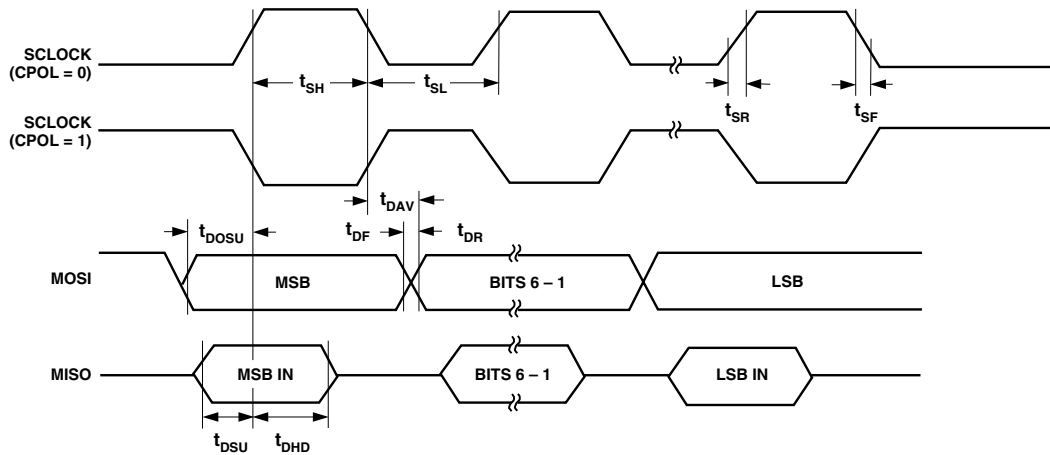 SCLOCK
(CPOL = 0)
tSH
tSL
tSR
tSF
SCLOCK
(CPOL = 1)
tDAV
tDOSU
tDF
tDR
MOSI
MSB
BITS 6 – 1
LSB
MISO
MSB IN
BITS 6 – 1
LSB IN
tDSU
tDHD